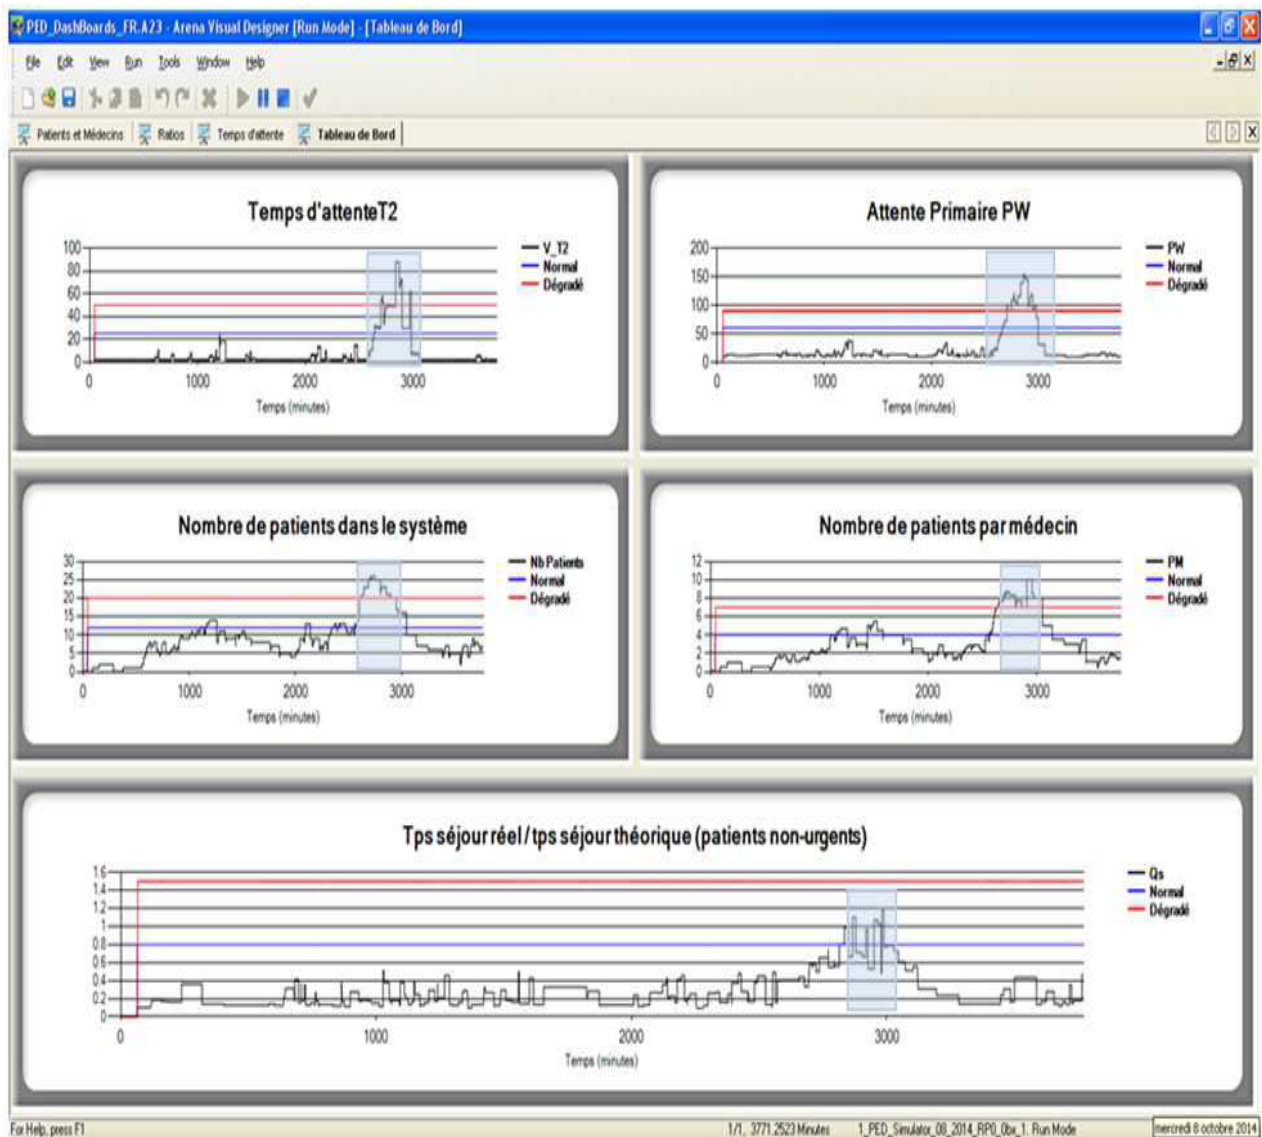 PED_DashBoards_FR.A23 - Arena Visual Designer [Run Mode] - [Tableau de Bord]
File Edit View Run Tools Window Help
Patients et Médecins Ratios Temps d'attente Tableau de Bord
Temps d'attenteT2
100
80
60
40
20
0
0 1000 2000 3000
Temps (minutes)
V_T2
Normal
Dégradé
Attente Primaire PW
200
150
100
50
0
0 1000 2000 3000
Temps (minutes)
PW
Normal
Dégradé
Nombre de patients dans le système
30
25
20
15
10
5
0
0 1000 2000 3000
Temps (minutes)
Nb Patients
Normal
Dégradé
Nombre de patients par médecin
12
10
8
6
4
2
0
0 1000 2000 3000
Temps (minutes)
PM
Normal
Dégradé
Tps séjour réel / tps séjour théorique (patients non-urgents)
1.6
1.4
1.2
1
0.8
0.6
0.4
0.2
0
0 1000 2000 3000
Temps (minutes)
Qs
Normal
Dégradé
For Help, press F1 1/1, 3771.2523 Minutes 1_PED_Simulator_08_2014_RP0_0bx_1. Run Mode mercredi 8 octobre 2014